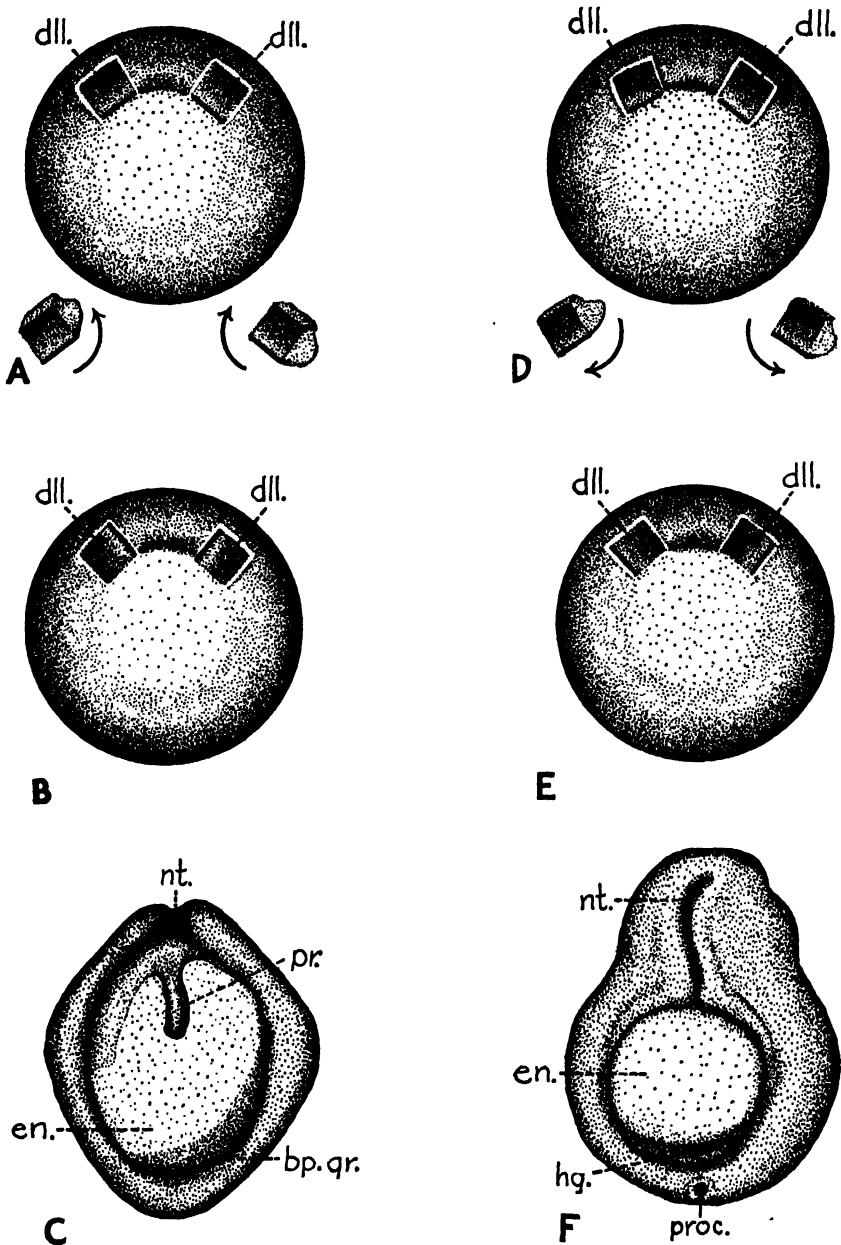 dll.
dll.
A
dll.
dll.
D
dll.
dll.
B
dll.
dll.
E
nt.
pr.
en.
bp. gr.
C
nt.
en.
hg.
proc.
F